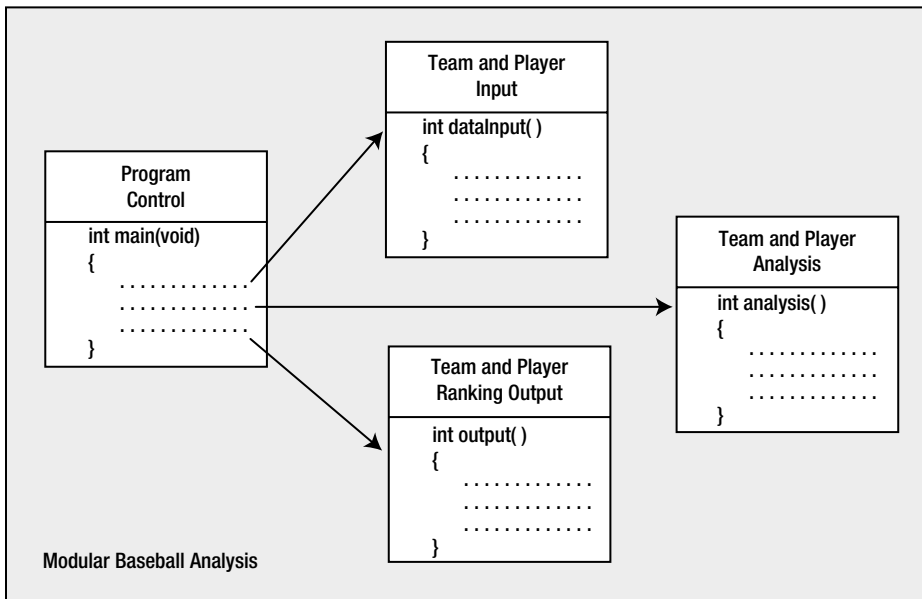 Program
Control
int main(void)
{
. . . . . . . . . . . . .
. . . . . . . . . . . . .
. . . . . . . . . . . . .
}
Team and Player
Input
int dataInput( )
{
. . . . . . . . . . . . .
. . . . . . . . . . . . .
. . . . . . . . . . . . .
}
Team and Player
Analysis
int analysis( )
{
. . . . . . . . . . . . .
. . . . . . . . . . . . .
. . . . . . . . . . . . .
}
Team and Player
Ranking Output
int output( )
{
. . . . . . . . . . . . .
. . . . . . . . . . . . .
. . . . . . . . . . . . .
}
Modular Baseball Analysis